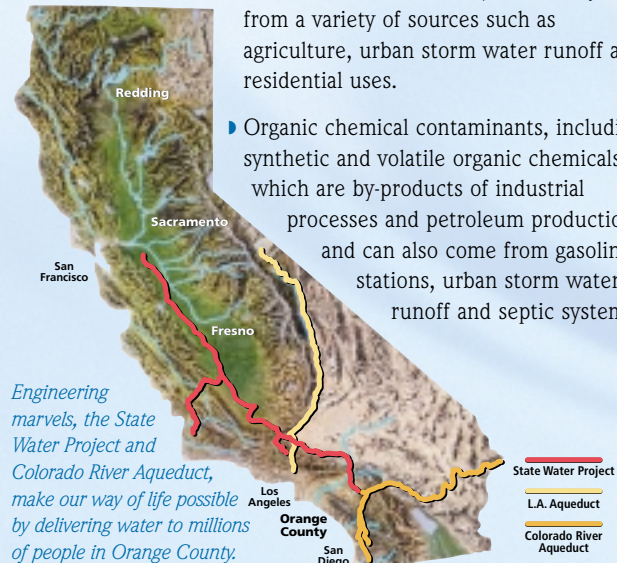 from a variety of sources such as
agriculture, urban storm water runoff
residential uses.
Organic chemical contaminants,
synthetic and volatile organic chemicals
which are by-products of industrial
processes and petroleum
and can also come from
stations, urban storm water
runoff and septic
Redding
Sacramento
San
Francisco
Fresno
Engineering
marvels, the State
Water Project and
Colorado River Aqueduct,
make our way of life possible
by delivering water to millions
of people in Orange County.
Los
Angeles
Orange
County
San
Diego
State Water Project
L.A. Aqueduct
Colorado River
Aqueduct